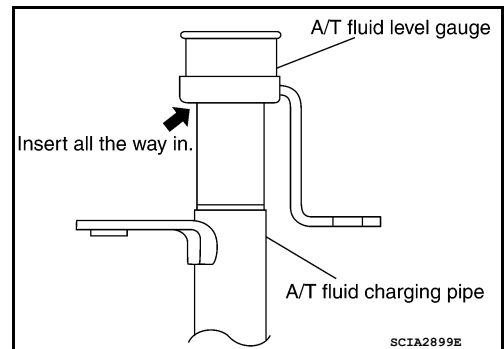 A/T fluid level gauge
Insert all the way in.
A/T fluid charging pipe
SCIA2899E